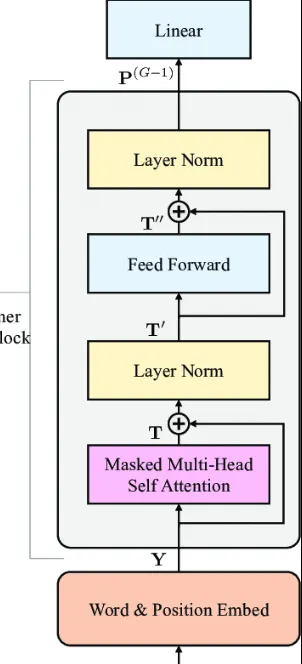 Linear
P^(G−1)
Layer Norm
T′′
Feed Forward
T′
Layer Norm
T
Masked Multi-Head
Self Attention
Y
Word & Position Embed